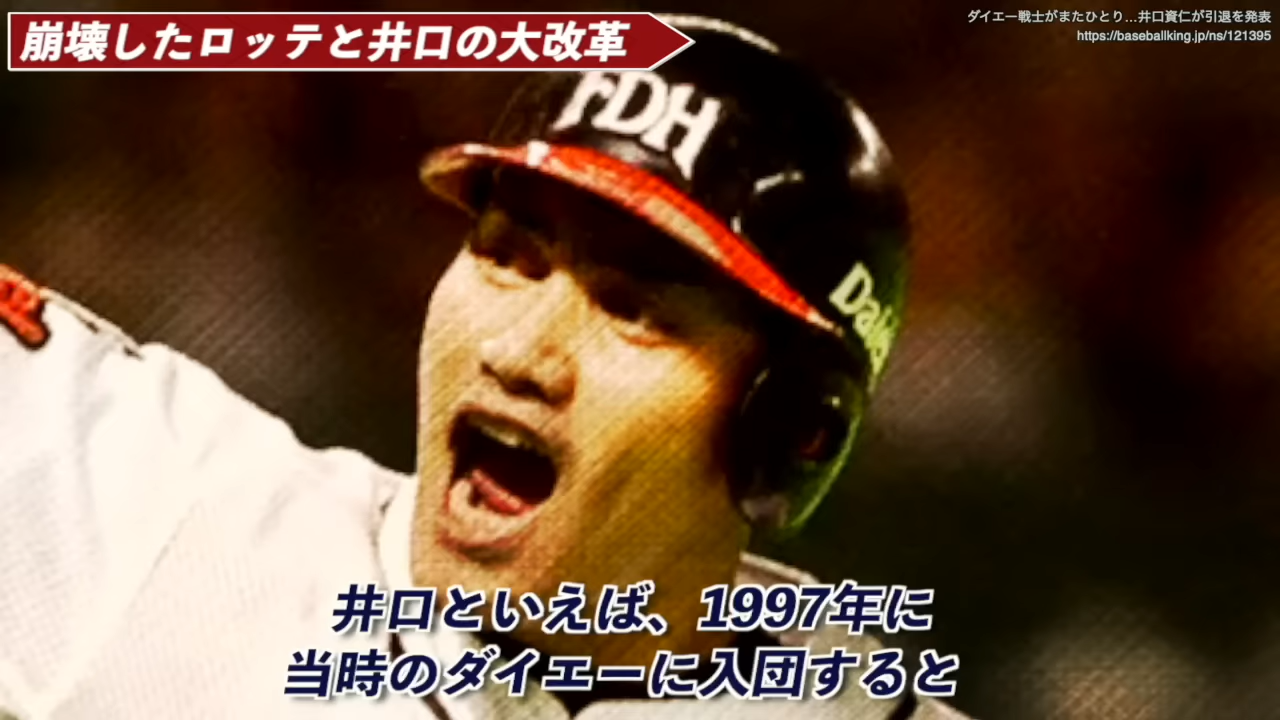 崩壊したロッテと井口の大改革
ダイエー戦士がまたひとり…井口資仁が引退を発表
https://baseballking.jp/ns/121395
FDH
井口といえば、1997年に
当時のダイエーに入団すると